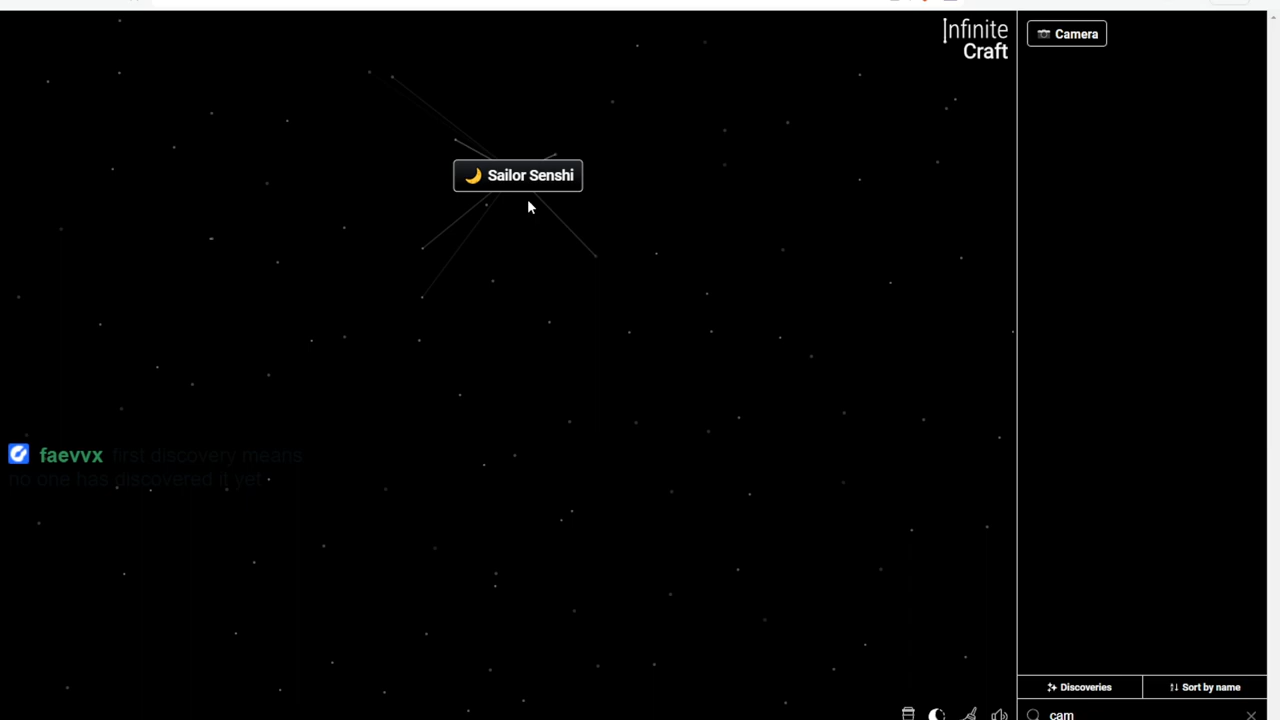 Infinite
Craft
Camera
Sailor Senshi
faevvx first discovery means
no one has discovered it yet
Discoveries
Sort by name
cam